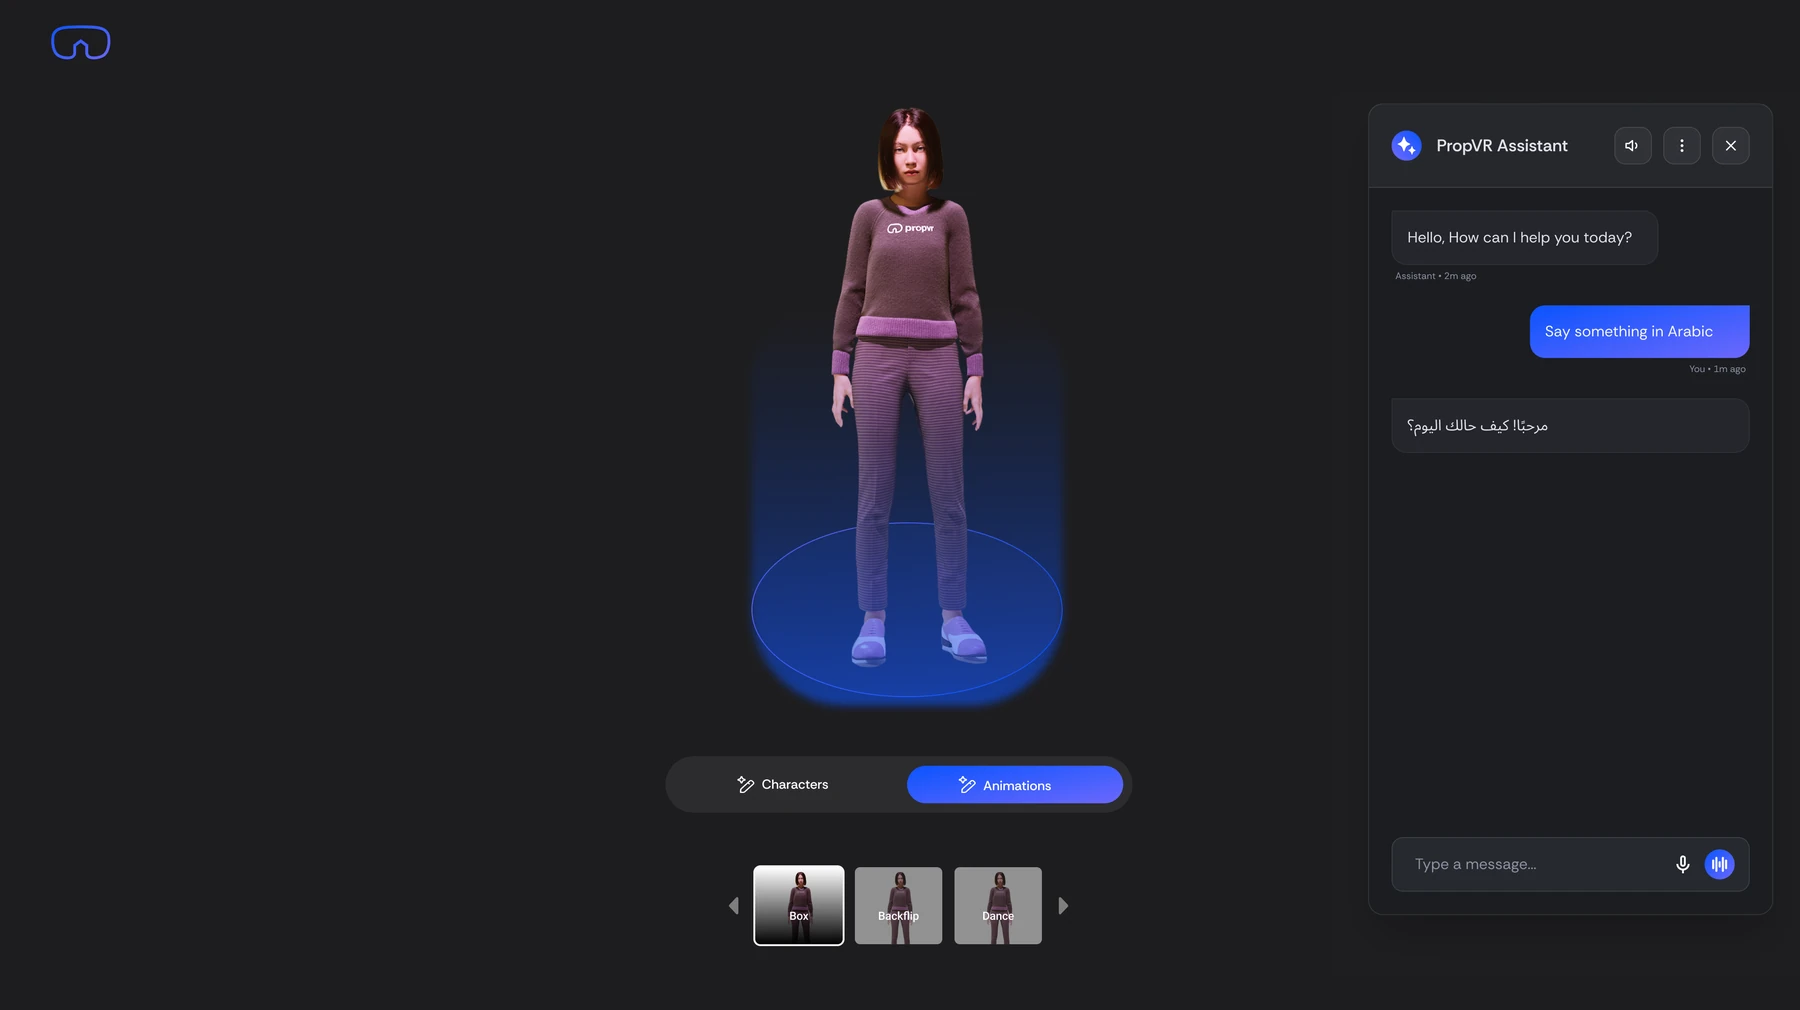 propvr
PropVR Assistant
Hello, How can I help you today?
Assistant • 2m ago
Say something in Arabic
You • 1m ago
مرحبًا! كيف حالك اليوم؟
Type a message...
Characters
Animations
Box
Backflip
Dance